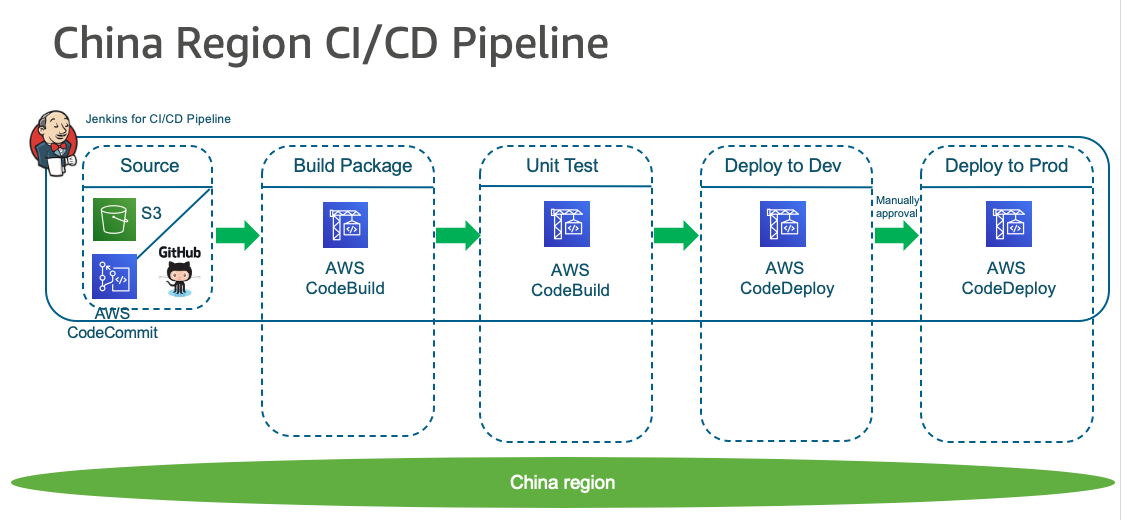 China Region CI/CD Pipeline
Jenkins for CI/CD Pipeline
Source
S3
GitHub
AWS
CodeCommit
Build Package
AWS
CodeBuild
Unit Test
AWS
CodeBuild
Deploy to Dev
AWS
CodeDeploy
Manually
approval
Deploy to Prod
AWS
CodeDeploy
China region